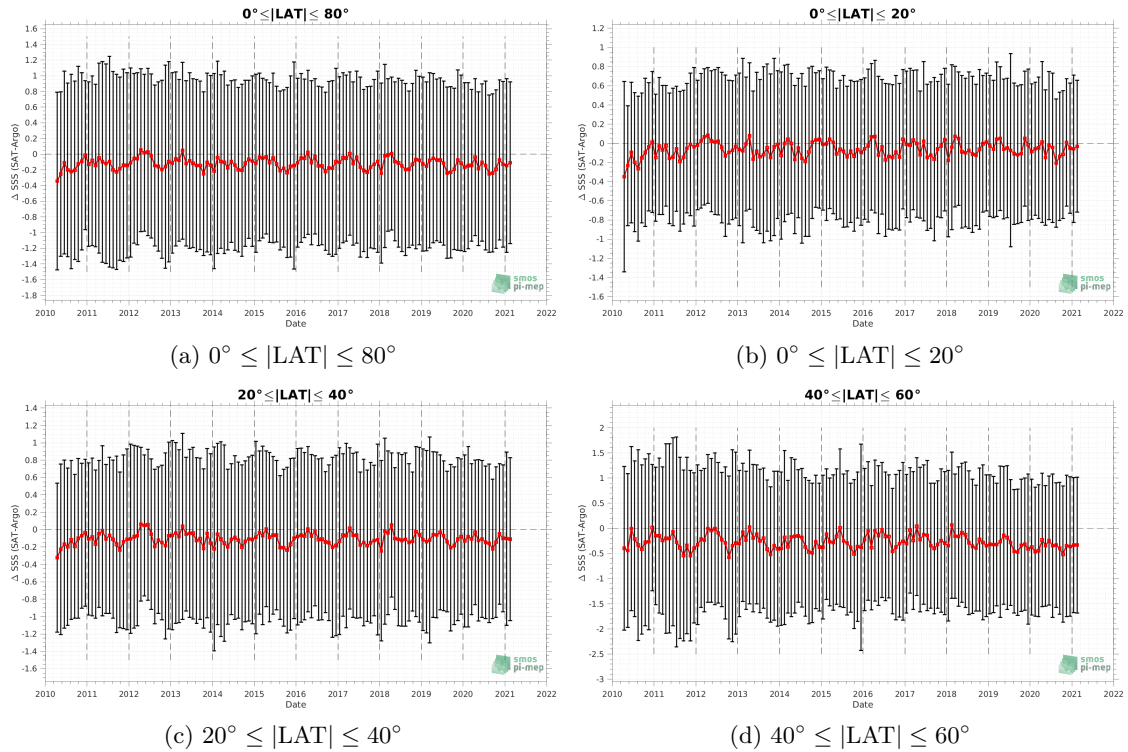 0°≤|LAT|≤ 80°
1.6
1.4
1.2
1
0.8
0.6
0.4
0.2
0
-0.2
-0.4
-0.6
-0.8
-1
-1.2
-1.4
-1.6
-1.8
Δ SSS (SAT-Argo)
2010 2011 2012 2013 2014 2015 2016 2017 2018 2019 2020 2021 2022
Date
smos
pi-mep
(a) 0° ≤ |LAT| ≤ 80°
0°≤|LAT|≤ 20°
1.2
1
0.8
0.6
0.4
0.2
0
-0.2
-0.4
-0.6
-0.8
-1
-1.2
-1.4
-1.6
Δ SSS (SAT-Argo)
2010 2011 2012 2013 2014 2015 2016 2017 2018 2019 2020 2021 2022
Date
smos
pi-mep
(b) 0° ≤ |LAT| ≤ 20°
20°≤|LAT|≤ 40°
1.4
1.2
1
0.8
0.6
0.4
0.2
0
-0.2
-0.4
-0.6
-0.8
-1
-1.2
-1.4
-1.6
Δ SSS (SAT-Argo)
2010 2011 2012 2013 2014 2015 2016 2017 2018 2019 2020 2021 2022
Date
smos
pi-mep
(c) 20° ≤ |LAT| ≤ 40°
40°≤|LAT|≤ 60°
2
1.5
1
0.5
0
-0.5
-1
-1.5
-2
-2.5
-3
Δ SSS (SAT-Argo)
2010 2011 2012 2013 2014 2015 2016 2017 2018 2019 2020 2021 2022
Date
smos
pi-mep
(d) 40° ≤ |LAT| ≤ 60°